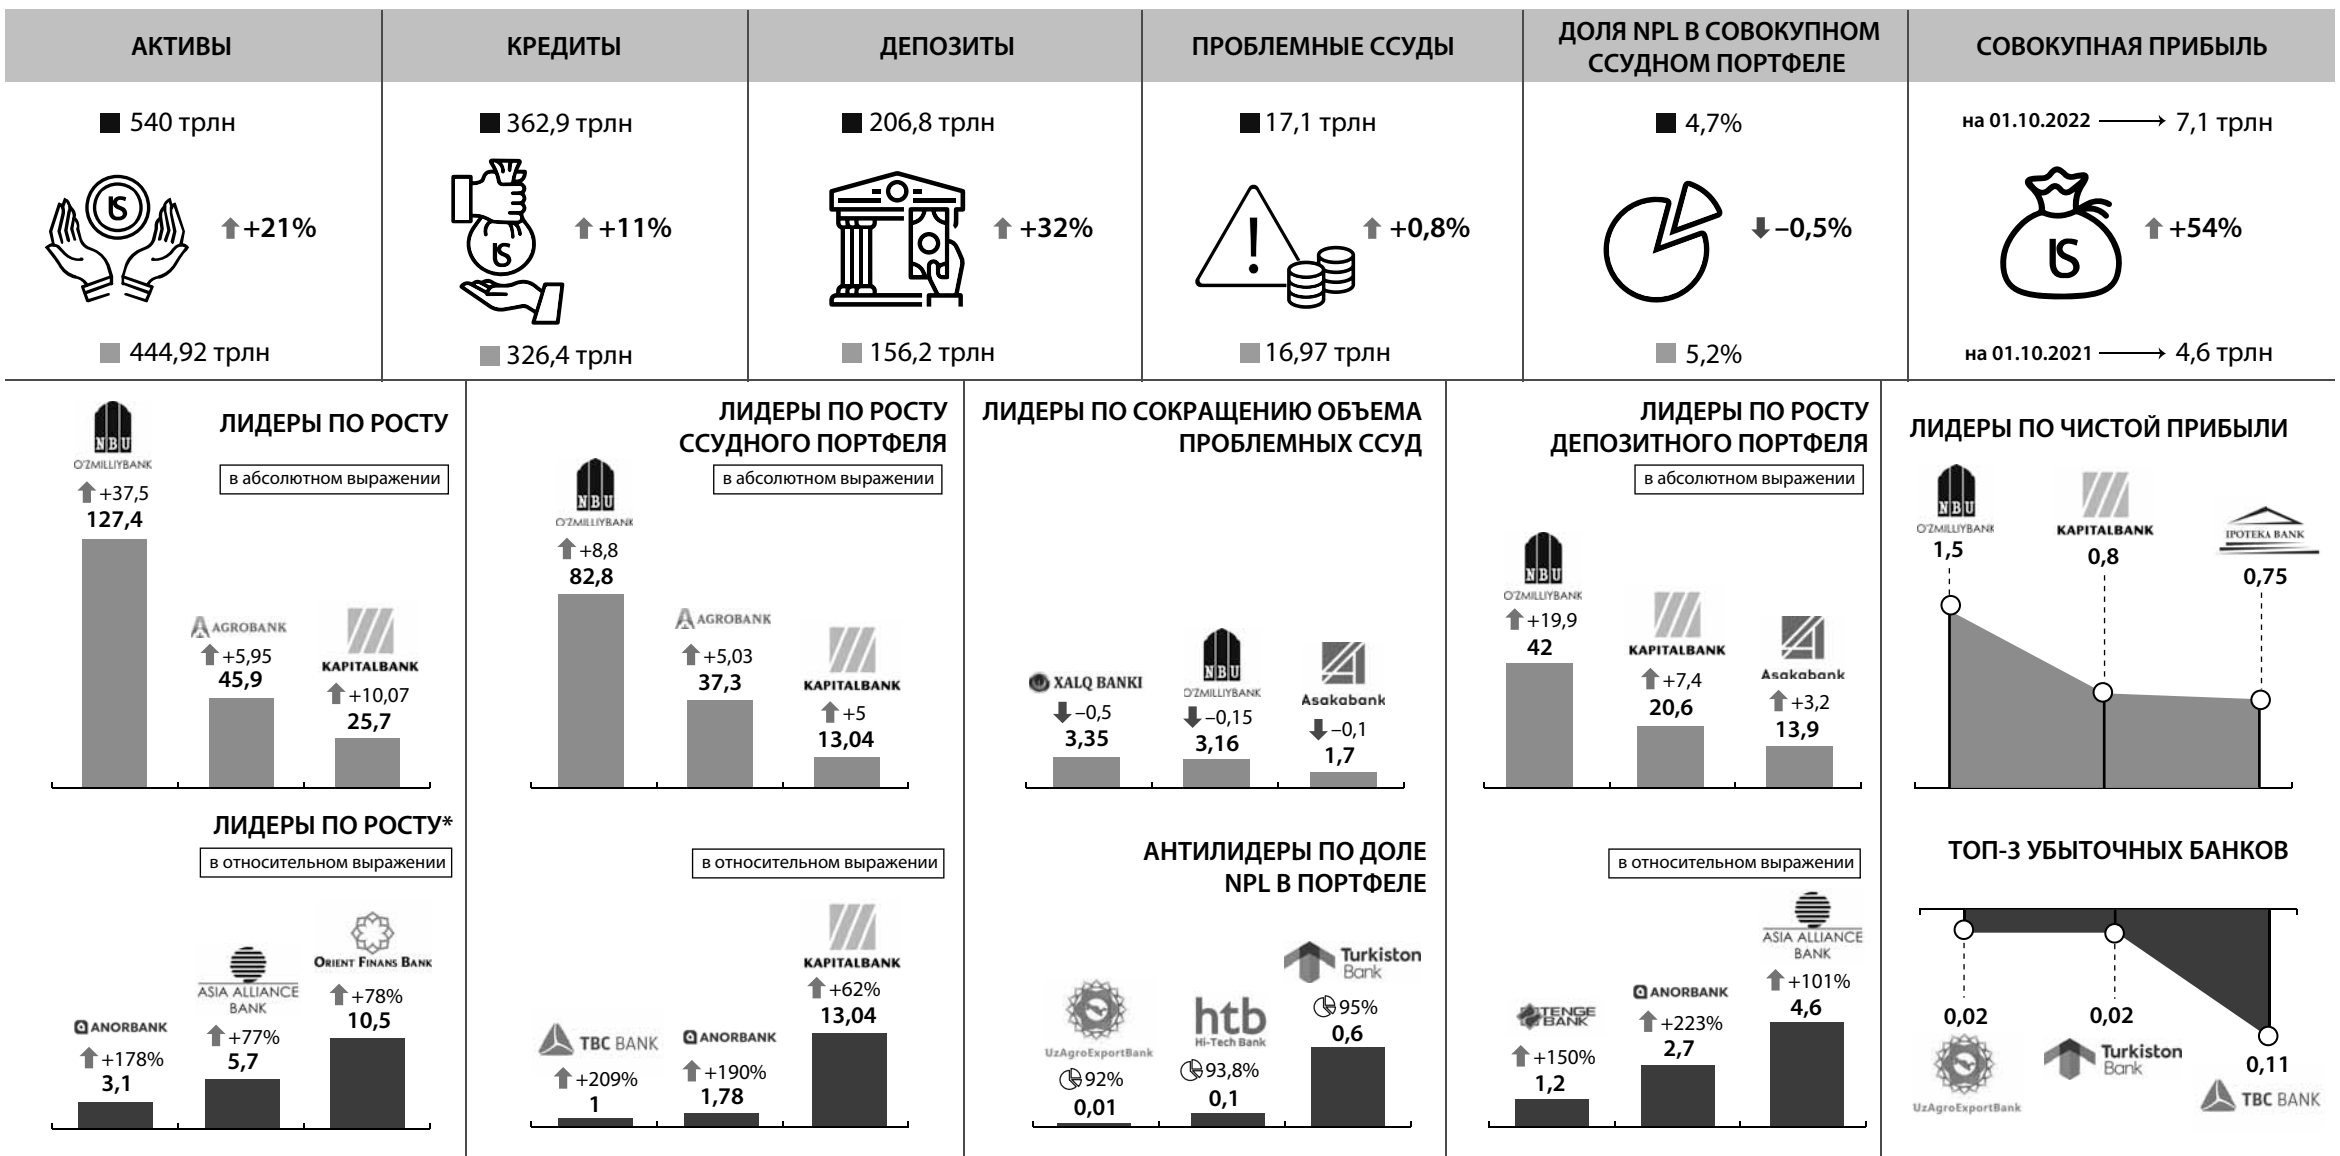 АКТИВЫ
540 трлн
+21%
444,92 трлн
КРЕДИТЫ
362,9 трлн
+11%
326,4 трлн
ДЕПОЗИТЫ
206,8 трлн
+32%
156,2 трлн
ПРОБЛЕМНЫЕ ССУДЫ
17,1 трлн
!
+0,8%
16,97 трлн
ДОЛЯ NPL В СОВОКУПНОМ
ССУДНОМ ПОРТФЕЛЕ
4,7%
–0,5%
5,2%
СОВОКУПНАЯ ПРИБЫЛЬ
на 01.10.2022 7,1 трлн
+54%
на 01.10.2021 4,6 трлн
ЛИДЕРЫ ПО РОСТУ
в абсолютном выражении
NBU
O'ZMILLIYBANK
+37,5
127,4
AGROBANK
+5,95
45,9
KAPITALBANK
+10,07
25,7
ЛИДЕРЫ ПО РОСТУ*
в относительном выражении
ANORBANK
+178%
3,1
ASIA ALLIANCE
BANK
+77%
5,7
ORIENT FINANS BANK
+78%
10,5
ЛИДЕРЫ ПО РОСТУ
ССУДНОГО ПОРТФЕЛЯ
в абсолютном выражении
NBU
O'ZMILLIYBANK
+8,8
82,8
AGROBANK
+5,03
37,3
KAPITALBANK
+5
13,04
в относительном выражении
TBC BANK
+209%
1
ANORBANK
+190%
1,78
KAPITALBANK
+62%
13,04
ЛИДЕРЫ ПО СОКРАЩЕНИЮ ОБЪЕМА
ПРОБЛЕМНЫХ ССУД
XALQ BANKI
–0,5
3,35
NBU
O'ZMILLIYBANK
–0,15
3,16
Asakabank
–0,1
1,7
АНТИЛИДЕРЫ ПО ДОЛЕ
NPL В ПОРТФЕЛЕ
UzAgroExportBank
92%
0,01
htb
Hi-Tech Bank
93,8%
0,1
Turkiston
Bank
95%
0,6
ЛИДЕРЫ ПО РОСТУ
ДЕПОЗИТНОГО ПОРТФЕЛЯ
в абсолютном выражении
NBU
O'ZMILLIYBANK
+19,9
42
KAPITALBANK
+7,4
20,6
Asakabank
+3,2
13,9
в относительном выражении
TENGE
BANK
+150%
1,2
ANORBANK
+223%
2,7
ASIA ALLIANCE
BANK
+101%
4,6
ЛИДЕРЫ ПО ЧИСТОЙ ПРИБЫЛИ
NBU
O'ZMILLIYBANK
1,5
KAPITALBANK
0,8
IPOTEKA BANK
0,75
ТОП-3 УБЫТОЧНЫХ БАНКОВ
0,02
UzAgroExportBank
0,02
Turkiston
Bank
0,11
TBC BANK